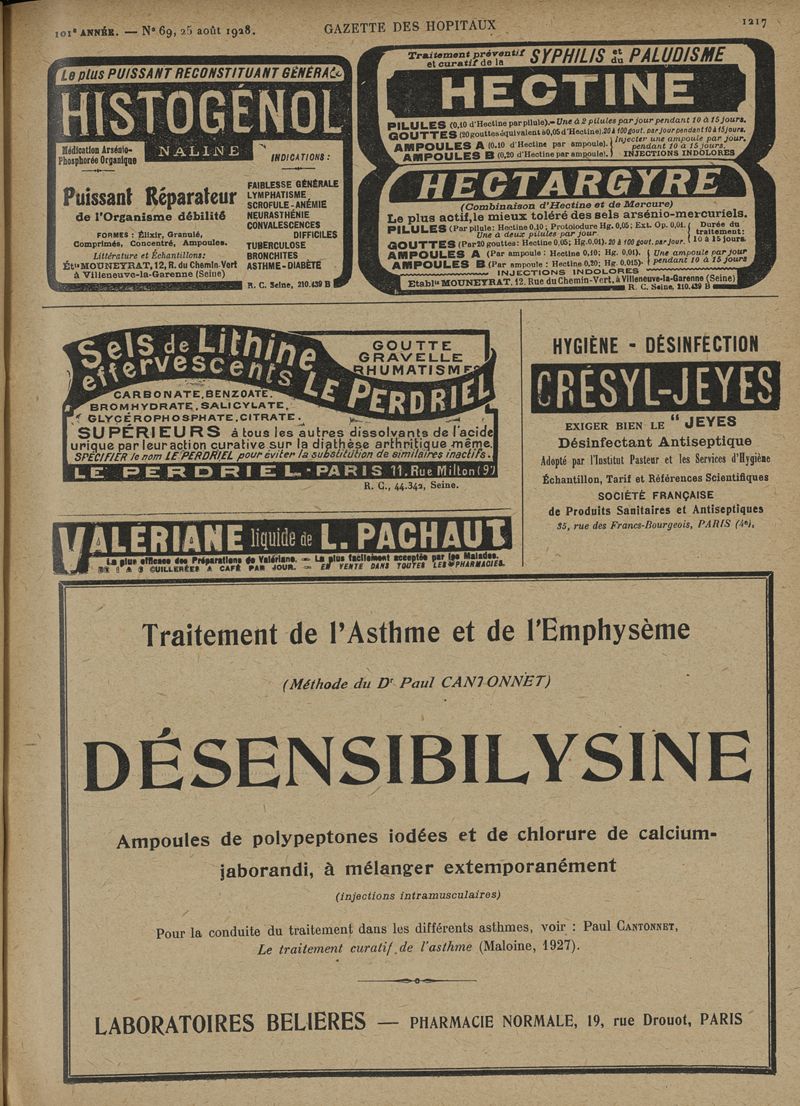 101ᵉ ANNÉE. — Nº 69, 25 août 1928.
GAZETTE DES HOPITAUX
1217
Le plus PUISSANT RECONSTITUANT GÉNÉRAL
HISTOGÉNOL
NALINE
Médication Arsénio-
Phosphorée Organique
Puissant Réparateur
de l'Organisme débilité
FORMES : Élixir, Granulé,
Comprimés, Concentré, Ampoules.
Littérature et Échantillons:
Étˡˢ MOUNEYRAT, 12, R. du Chemin-Vert
à Villeneuve-la-Garenne (Seine)
INDICATIONS :
FAIBLESSE GÉNÉRALE
LYMPHATISME
SCROFULE - ANÉMIE
NEURASTHÉNIE
CONVALESCENCES
DIFFICILES
TUBERCULOSE
BRONCHITES
ASTHME - DIABÈTE
R. C. Seine, 210.439 B
Traitement préventif et curatif de la SYPHILIS et du PALUDISME
HECTINE
PILULES (0,10 d'Hectine par pilule).- Une à 2 pilules par jour pendant 10 à 15 jours.
GOUTTES (20 gouttes équivalent à 0,05 d'Hectine). 20 à 100 gout. par jour pendant 10 à 15 jours.
AMPOULES A (0.10 d'Hectine par ampoule). Injecter une ampoule par jour.
AMPOULES B (0,20 d'Hectine par ampoule). pendant 10 à 15 jours.
INJECTIONS INDOLORES
HECTARGYRE
(Combinaison d'Hectine et de Mercure)
Le plus actif, le mieux toléré des sels arsénio-mercuriels.
Une à deux pilules par jour
PILULES (Par pilule: Hectine 0,10; Protoiodure Hg. 0,05; Ext. Op. 0,01.
GOUTTES (Par 20 gouttes: Hectine 0,05; Hg. 0,01). 20 à 100 gout. par jour.
Durée du
traitement:
10 à 15 jours.
AMPOULES A (Par ampoule : Hectine 0,10; Hg. 0,01). Une ampoule par jour
AMPOULES B (Par ampoule : Hectine 0,20; Hg. 0,015). Pendant 10 à 15 jours
INJECTIONS INDOLORES
Etablᵗˢ MOUNEYRAT, 12, Rue du Chemin-Vert, à Villeneuve-la-Garenne (Seine)
R. C. Seine, 210.439 B
Sels de Lithine
effervescents LE PERDRIEL
GOUTTE
GRAVELLE
RHUMATISMES
CARBONATE, BENZOATE,
BROMHYDRATE, SALICYLATE,
GLYCÉROPHOSPHATE, CITRATE.
SUPÉRIEURS à tous les autres dissolvants de l'acide
urique par leur action curative sur la diathèse arthritique même
SPÉCIFIER le nom LE PERDRIEL pour éviter la substitution de similaires inactifs.
LE PERDRIEL - PARIS 11, Rue Milton (9ᵉ)
R. C., 44.342, Seine.
HYGIÈNE - DÉSINFECTION
CRÉSYL-JEYES
EXIGER BIEN LE " JEYES
Désinfectant Antiseptique
Adopté par l'Institut Pasteur et les Services d'Hygiène
Échantillon, Tarif et Références Scientifiques
SOCIÉTÉ FRANÇAISE
de Produits Sanitaires et Antiseptiques
35, rue des Francs-Bourgeois, PARIS (4ᵉ).
VALÉRIANE liquide de L. PACHAUT
La plus efficace des Préparations de Valériane. — La plus facilement acceptée par les Malades.
CUILLERÉES A CAFÉ PAR JOUR. — EN VENTE DANS TOUTES LES PHARMACIES.
Traitement de l'Asthme et de l'Emphysème
(Méthode du Dʳ Paul CANTONNET)
DÉSENSIBILYSINE
Ampoules de polypeptones iodées et de chlorure de calcium-
jaborandi, à mélanger extemporanément
(injections intramusculaires)
Pour la conduite du traitement dans les différents asthmes, voir : Paul CANTONNET,
Le traitement curatif de l'asthme (Maloine, 1927).
LABORATOIRES BELIERES — PHARMACIE NORMALE, 19, rue Drouot, PARIS